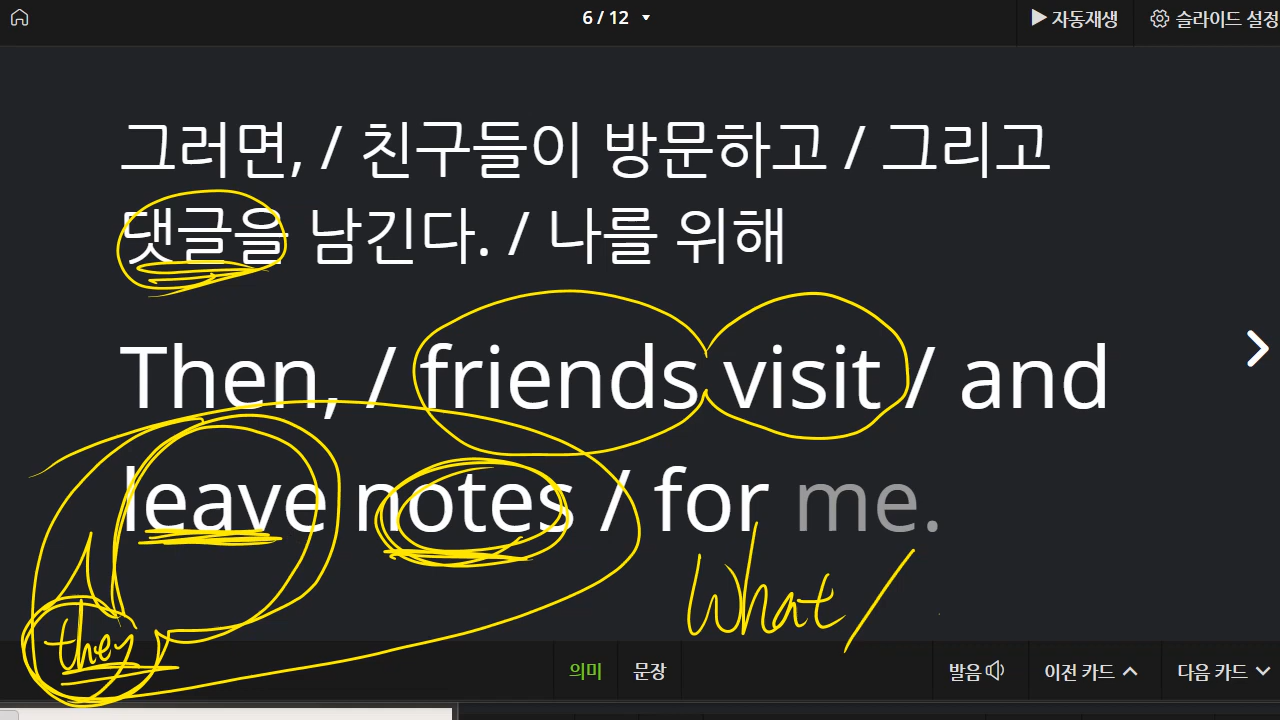 6 / 12
자동재생
슬라이드 설정
그러면, / 친구들이 방문하고 / 그리고
댓글을 남긴다. / 나를 위해
Then, / friends visit / and
leave notes / for me.
What /
they
의미
문장
발음
이전 카드
다음 카드